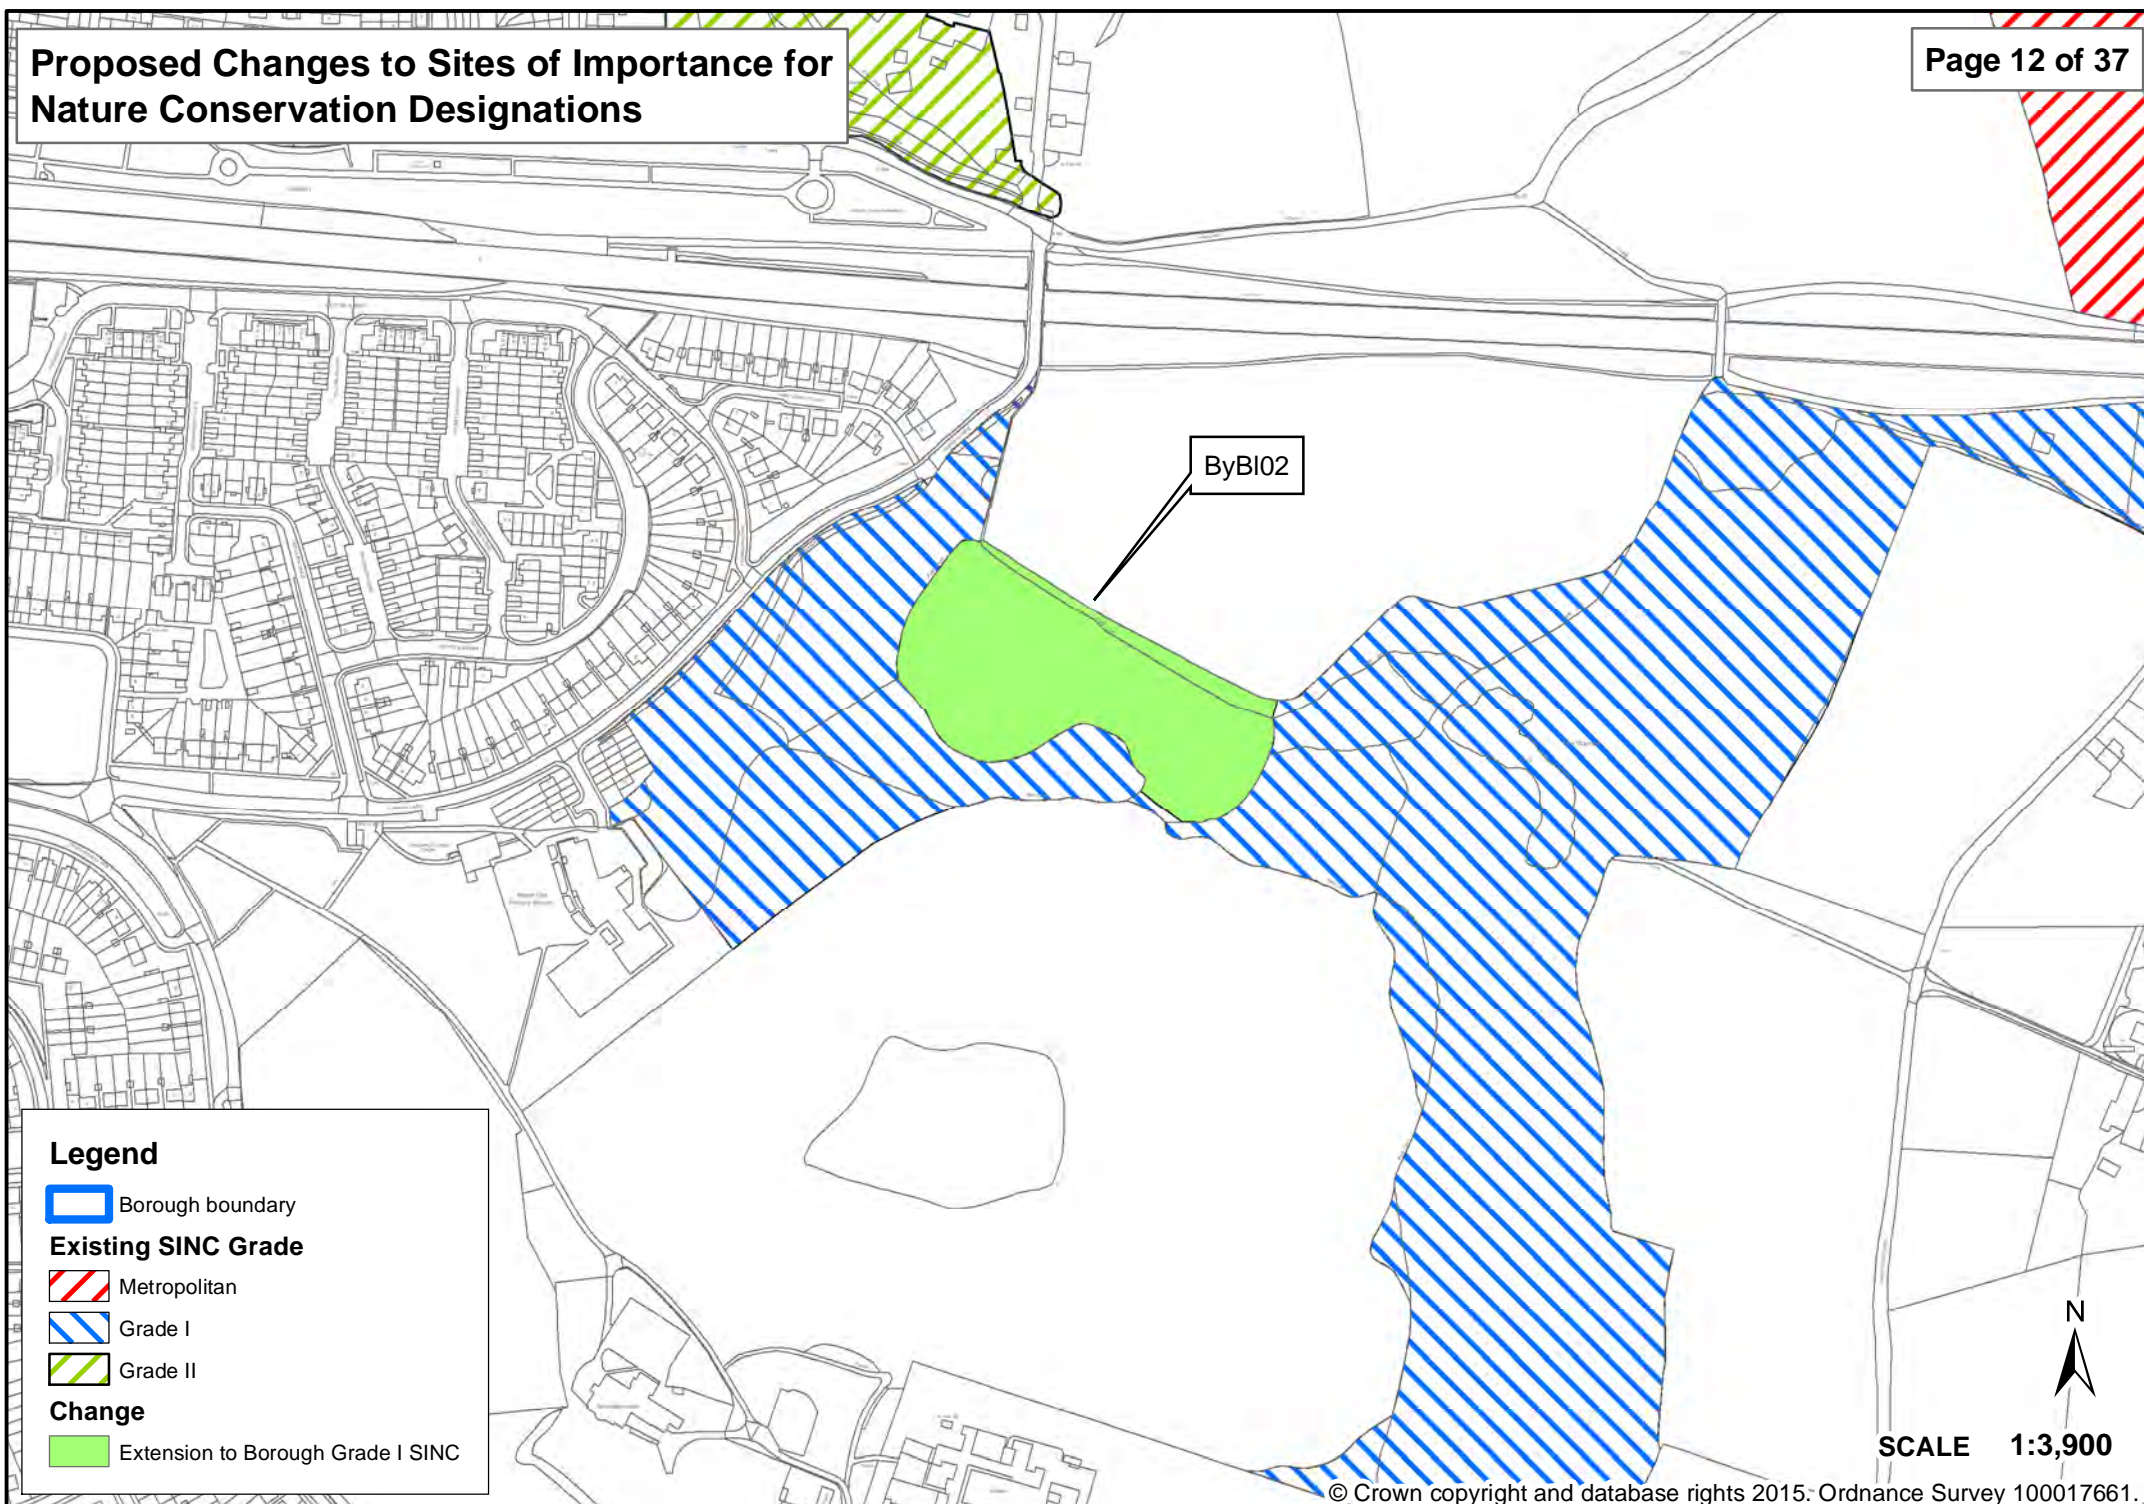 Proposed Changes to Sites of Importance for
Nature Conservation Designations
Page 12 of 37
ByBI02
Legend
Borough boundary
Existing SINC Grade
Metropolitan
Grade I
Grade II
Change
Extension to Borough Grade I SINC
N
SCALE 1:3,900
© Crown copyright and database rights 2015. Ordnance Survey 100017661.